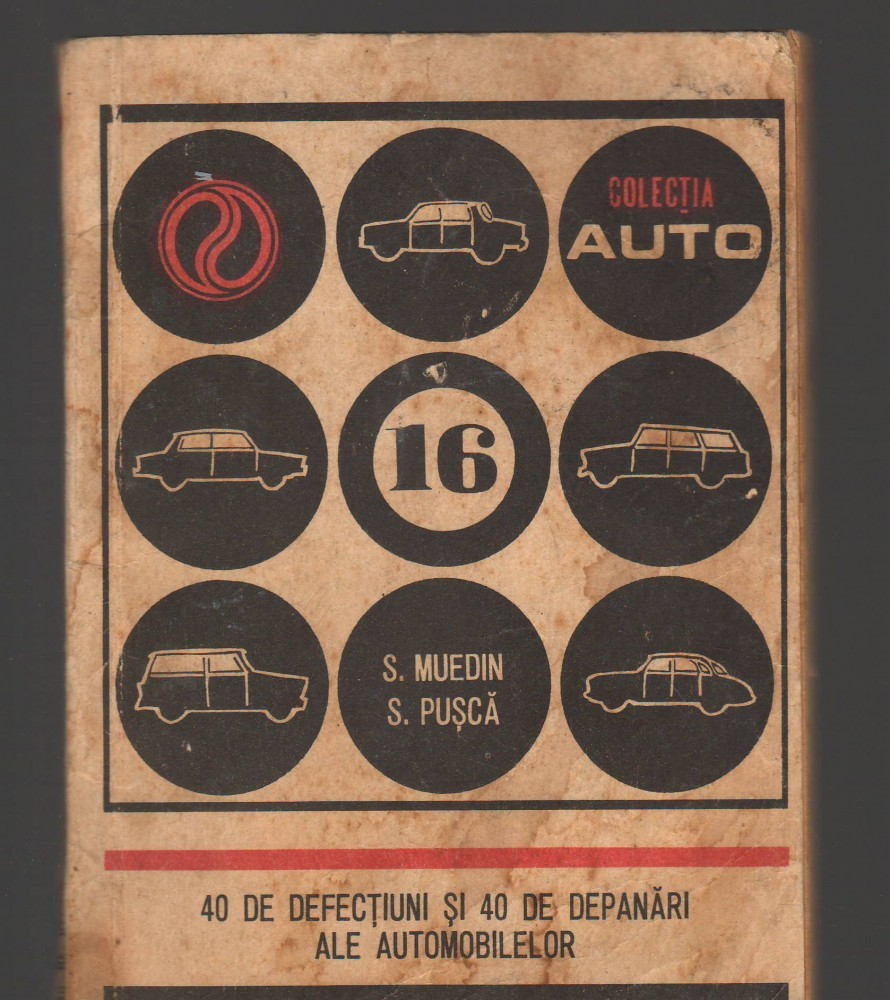 COLECȚIA
AUTO
16
S. MUEDIN
S. PUȘCĂ
40 DE DEFECȚIUNI ȘI 40 DE DEPANĂRI
ALE AUTOMOBILELOR